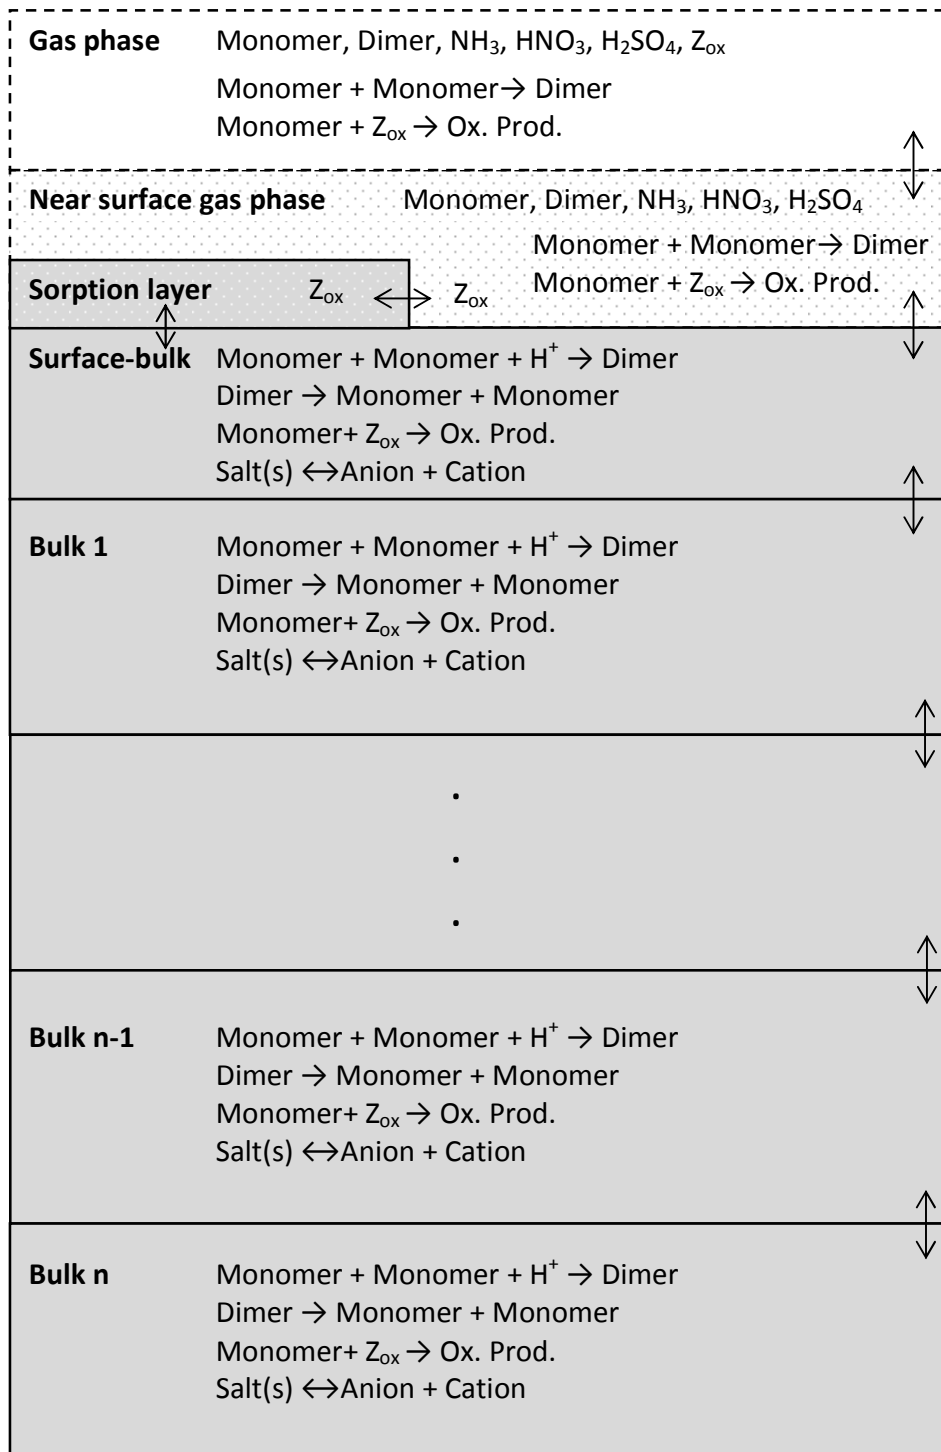 Gas phase Monomer, Dimer, NH₃, HNO₃, H₂SO₄, Zₒₓ
Monomer + Monomer→ Dimer
Monomer + Zₒₓ → Ox. Prod.
Near surface gas phase Monomer, Dimer, NH₃, HNO₃, H₂SO₄
Monomer + Monomer→ Dimer
Monomer + Zₒₓ → Ox. Prod.
Sorption layer Zₒₓ ↔ Zₒₓ
Surface-bulk Monomer + Monomer + H⁺ → Dimer
Dimer → Monomer + Monomer
Monomer+ Zₒₓ → Ox. Prod.
Salt(s) ↔Anion + Cation
Bulk 1 Monomer + Monomer + H⁺ → Dimer
Dimer → Monomer + Monomer
Monomer+ Zₒₓ → Ox. Prod.
Salt(s) ↔Anion + Cation
.
.
.
Bulk n-1 Monomer + Monomer + H⁺ → Dimer
Dimer → Monomer + Monomer
Monomer+ Zₒₓ → Ox. Prod.
Salt(s) ↔Anion + Cation
Bulk n Monomer + Monomer + H⁺ → Dimer
Dimer → Monomer + Monomer
Monomer+ Zₒₓ → Ox. Prod.
Salt(s) ↔Anion + Cation